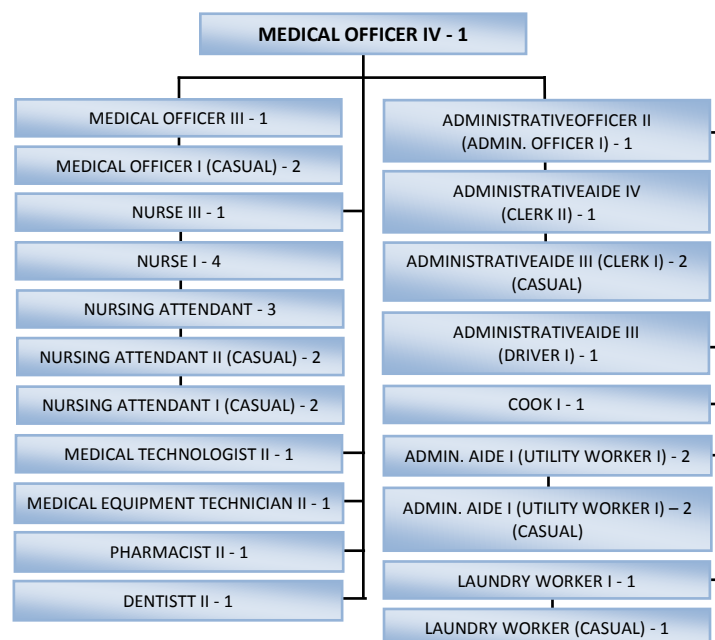 MEDICAL OFFICER IV - 1
MEDICAL OFFICER III - 1
MEDICAL OFFICER I (CASUAL) - 2
NURSE III - 1
NURSE I - 4
NURSING ATTENDANT - 3
NURSING ATTENDANT II (CASUAL) - 2
NURSING ATTENDANT I (CASUAL) - 2
MEDICAL TECHNOLOGIST II - 1
MEDICAL EQUIPMENT TECHNICIAN II - 1
PHARMACIST II - 1
DENTISTT II - 1
ADMINISTRATIVEOFFICER II
(ADMIN. OFFICER I) - 1
ADMINISTRATIVEAIDE IV
(CLERK II) - 1
ADMINISTRATIVEAIDE III (CLERK I) - 2
(CASUAL)
ADMINISTRATIVEAIDE III
(DRIVER I) - 1
COOK I - 1
ADMIN. AIDE I (UTILITY WORKER I) - 2
ADMIN. AIDE I (UTILITY WORKER I) – 2
(CASUAL)
LAUNDRY WORKER I - 1
LAUNDRY WORKER (CASUAL) - 1